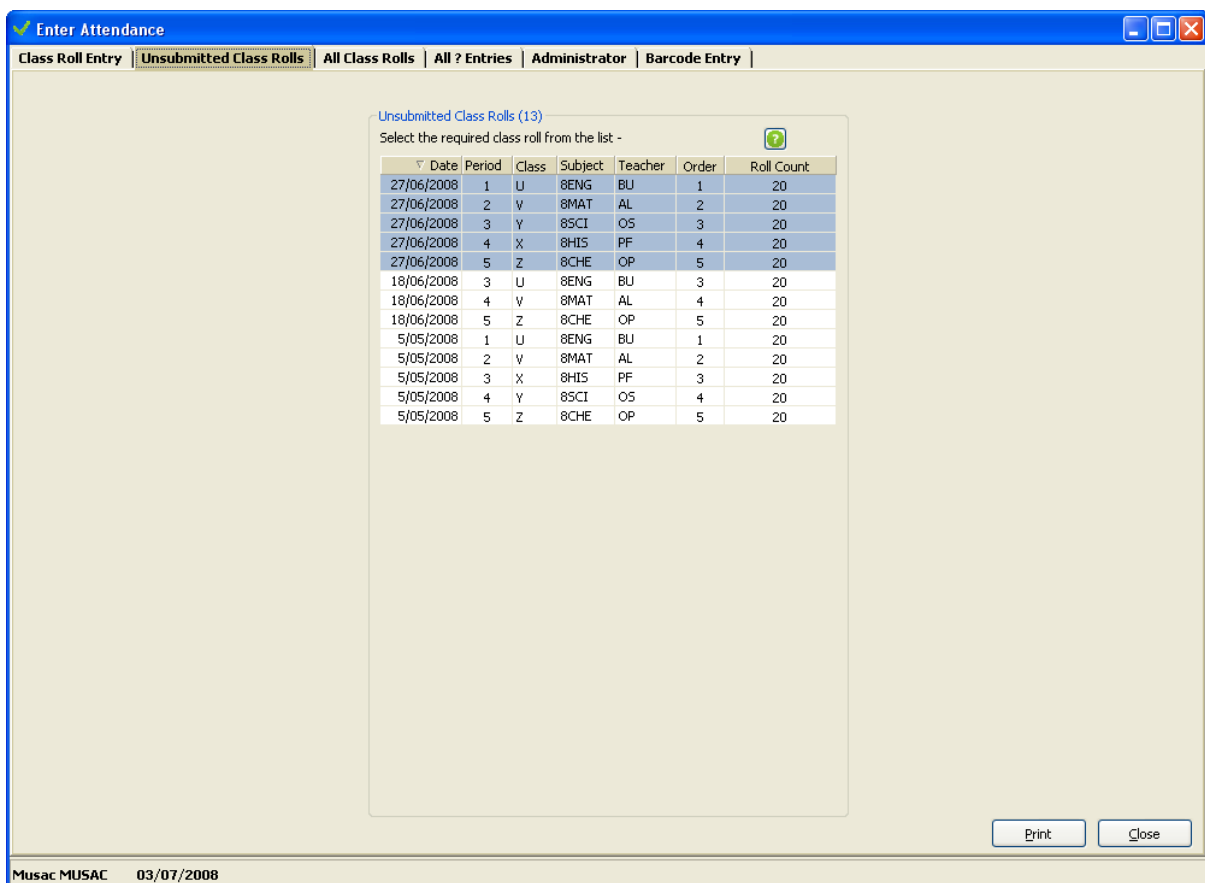 Enter Attendance
Class Roll Entry Unsubmitted Class Rolls All Class Rolls All ? Entries Administrator Barcode Entry
Unsubmitted Class Rolls (13)
Select the required class roll from the list -
?
Date Period Class Subject Teacher Order Roll Count
27/06/2008 1 U 8ENG BU 1 20
27/06/2008 2 V 8MAT AL 2 20
27/06/2008 3 Y 8SCI OS 3 20
27/06/2008 4 X 8HIS PF 4 20
27/06/2008 5 Z 8CHE OP 5 20
18/06/2008 3 U 8ENG BU 3 20
18/06/2008 4 V 8MAT AL 4 20
18/06/2008 5 Z 8CHE OP 5 20
5/05/2008 1 U 8ENG BU 1 20
5/05/2008 2 V 8MAT AL 2 20
5/05/2008 3 X 8HIS PF 3 20
5/05/2008 4 Y 8SCI OS 4 20
5/05/2008 5 Z 8CHE OP 5 20
Print Close
Musac MUSAC 03/07/2008